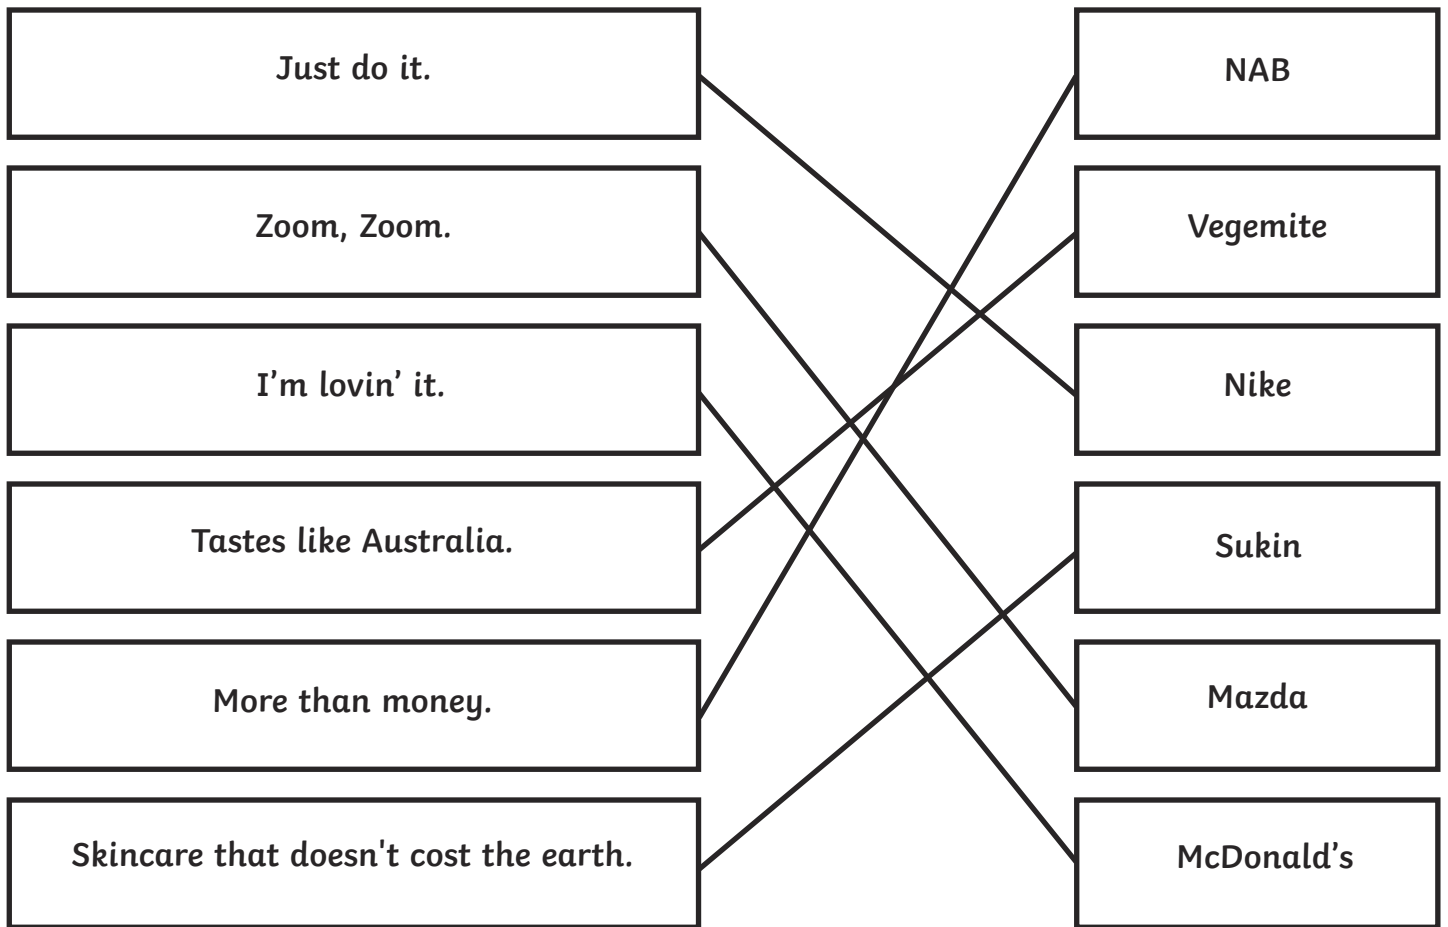 Just do it.
NAB
Zoom, Zoom.
Vegemite
I’m lovin’ it.
Nike
Tastes like Australia.
Sukin
More than money.
Mazda
Skincare that doesn't cost the earth.
McDonald’s